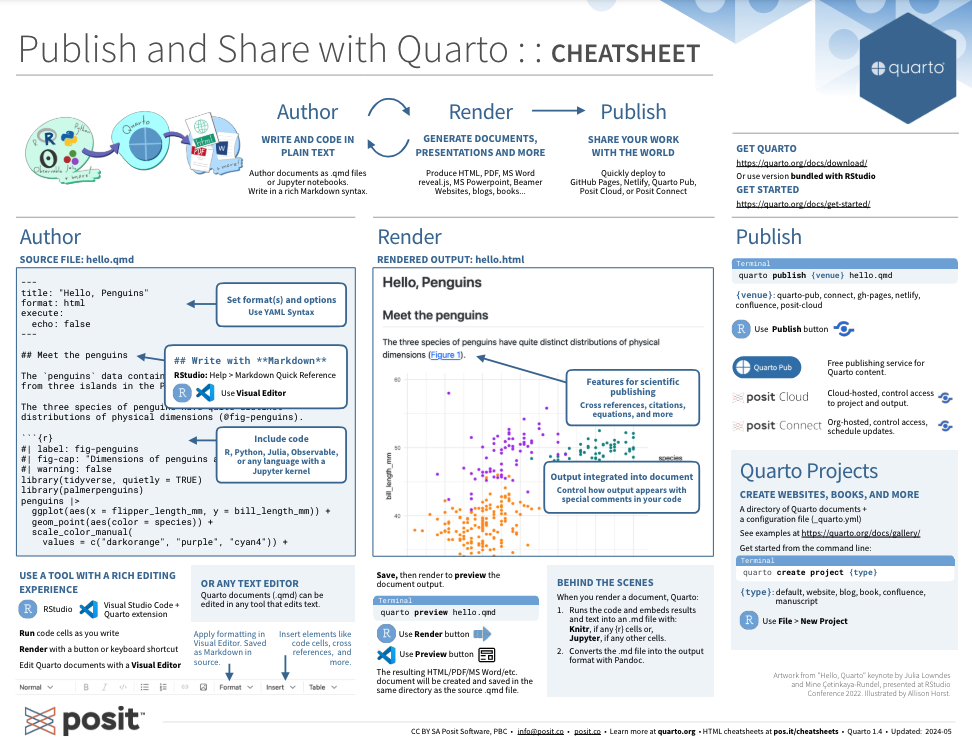 Publish and Share with Quarto : : CHEATSHEET
quarto
Author
WRITE AND CODE IN
PLAIN TEXT
Author documents as .qmd files
or Jupyter notebooks.
Write in a rich Markdown syntax.
Render
GENERATE DOCUMENTS,
PRESENTATIONS AND MORE
Produce HTML, PDF, MS Word
reveal.js, MS Powerpoint, Beamer
Websites, blogs, books...
Publish
SHARE YOUR WORK
WITH THE WORLD
Quickly deploy to
GitHub Pages, Netlify, Quarto Pub,
Posit Cloud, or Posit Connect
GET QUARTO
https://quarto.org/docs/download/
Or use version bundled with RStudio
GET STARTED
https://quarto.org/docs/get-started/
Author
SOURCE FILE: hello.qmd
---
title: "Hello, Penguins"
format: html
execute:
  echo: false
---
## Meet the penguins
The `penguins` data contain
from three islands in the P
The three species of penguins have quite distinct
distributions of physical dimensions (@fig-penguins).
```{r}
#| label: fig-penguins
#| fig-cap: "Dimensions of penguins a
#| warning: false
library(tidyverse, quietly = TRUE)
library(palmerpenguins)
penguins |>
  ggplot(aes(x = flipper_length_mm, y = bill_length_mm)) +
  geom_point(aes(color = species)) +
  scale_color_manual(
    values = c("darkorange", "purple", "cyan4")) +
Set format(s) and options
Use YAML Syntax
## Write with **Markdown**
RStudio: Help > Markdown Quick Reference
R
Use Visual Editor
Include code
R, Python, Julia, Observable,
or any language with a
Jupyter kernel
USE A TOOL WITH A RICH EDITING
EXPERIENCE
R
RStudio
Visual Studio Code +
Quarto extension
Run code cells as you write
Render with a button or keyboard shortcut
Edit Quarto documents with a Visual Editor
OR ANY TEXT EDITOR
Quarto documents (.qmd) can be
edited in any tool that edits text.
Apply formatting in
Visual Editor. Saved
as Markdown in
source.
Insert elements like
code cells, cross
references, and
more.
Normal B I </> Format Insert Table
Render
RENDERED OUTPUT: hello.html
Hello, Penguins
Meet the penguins
The three species of penguins have quite distinct distributions of physical
dimensions (Figure 1).
60
50
40
bill_length_mm
species
Features for scientific
publishing
Cross references, citations,
equations, and more
Output integrated into document
Control how output appears with
special comments in your code
Save, then render to preview the
document output.
Terminal
quarto preview hello.qmd
R
Use Render button
Use Preview button
The resulting HTML/PDF/MS Word/etc.
document will be created and saved in the
same directory as the source .qmd file.
BEHIND THE SCENES
When you render a document, Quarto:
1. Runs the code and embeds results
and text into an .md file with:
Knitr, if any {r} cells or,
Jupyter, if any other cells.
2. Converts the .md file into the output
format with Pandoc.
Publish
Terminal
quarto publish {venue} hello.qmd
{venue}: quarto-pub, connect, gh-pages, netlify,
confluence, posit-cloud
R
Use Publish button
Quarto Pub
Free publishing service for
Quarto content.
posit Cloud
Cloud-hosted, control access
to project and output.
posit Connect
Org-hosted, control access,
schedule updates.
Quarto Projects
CREATE WEBSITES, BOOKS, AND MORE
A directory of Quarto documents +
a configuration file (_quarto.yml)
See examples at https://quarto.org/docs/gallery/
Get started from the command line:
Terminal
quarto create project {type}
{type}: default, website, blog, book, confluence,
manuscript
R
Use File > New Project
Artwork from "Hello, Quarto" keynote by Julia Lowndes
and Mine Çetinkaya-Rundel, presented at RStudio
Conference 2022. Illustrated by Allison Horst.
posit™
CC BY SA Posit Software, PBC • info@posit.co • posit.co • Learn more at quarto.org • HTML cheatsheets at pos.it/cheatsheets • Quarto 1.4 • Updated: 2024-05